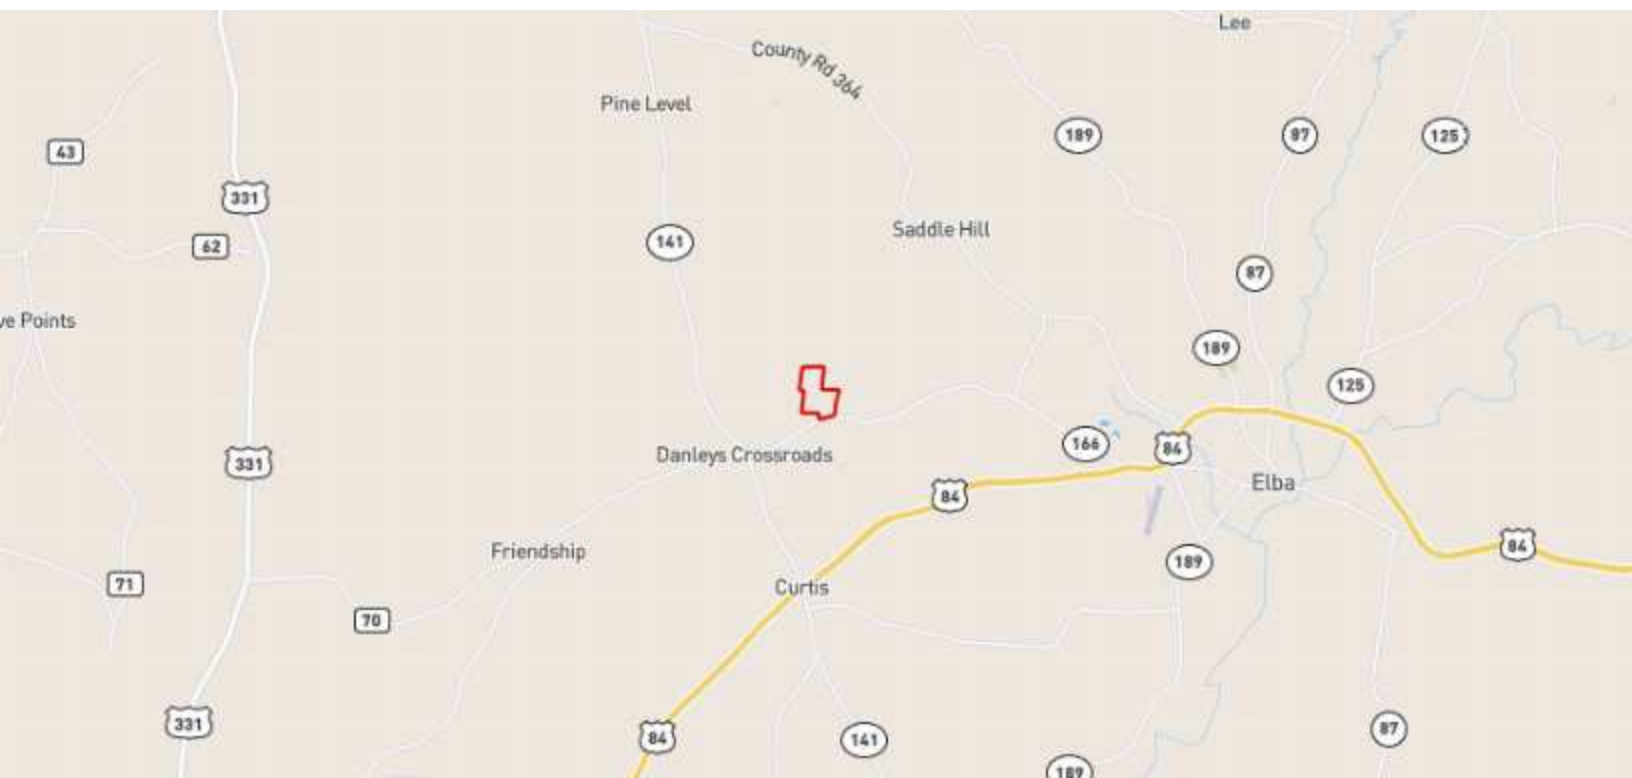 Lee
County Rd 364
Pine Level
189
87
125
43
331
Saddle Hill
141
62
87
ve Points
189
125
166
84
Danleys Crossroads
331
Elba
84
84
Friendship
189
71
Curtis
70
331
84
141
87
189